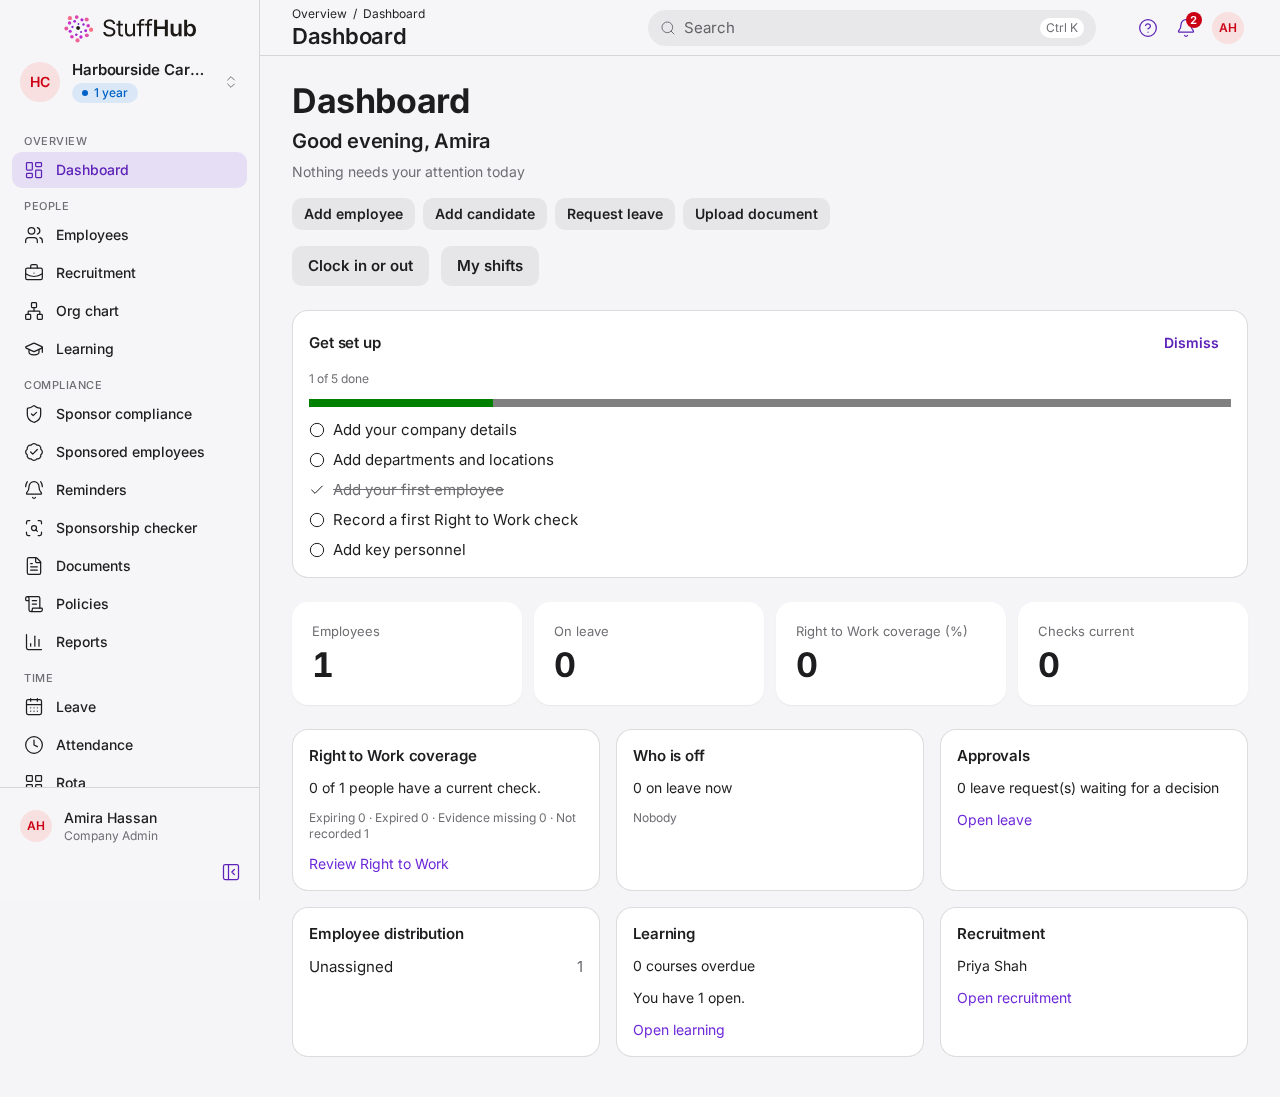 StuffHub
HC
Harbourside Car...
1 year
OVERVIEW
Dashboard
PEOPLE
Employees
Recruitment
Org chart
Learning
COMPLIANCE
Sponsor compliance
Sponsored employees
Reminders
Sponsorship checker
Documents
Policies
Reports
TIME
Leave
Attendance
Rota
AH
Amira Hassan
Company Admin
Overview / Dashboard
Dashboard
Search
Ctrl K
2
AH
Dashboard
Good evening, Amira
Nothing needs your attention today
Add employee
Add candidate
Request leave
Upload document
Clock in or out
My shifts
Get set up
Dismiss
1 of 5 done
Add your company details
Add departments and locations
Add your first employee
Record a first Right to Work check
Add key personnel
Employees
1
On leave
0
Right to Work coverage (%)
0
Checks current
0
Right to Work coverage
0 of 1 people have a current check.
Expiring 0 · Expired 0 · Evidence missing 0 · Not
recorded 1
Review Right to Work
Who is off
0 on leave now
Nobody
Approvals
0 leave request(s) waiting for a decision
Open leave
Employee distribution
Unassigned 1
Learning
0 courses overdue
You have 1 open.
Open learning
Recruitment
Priya Shah
Open recruitment